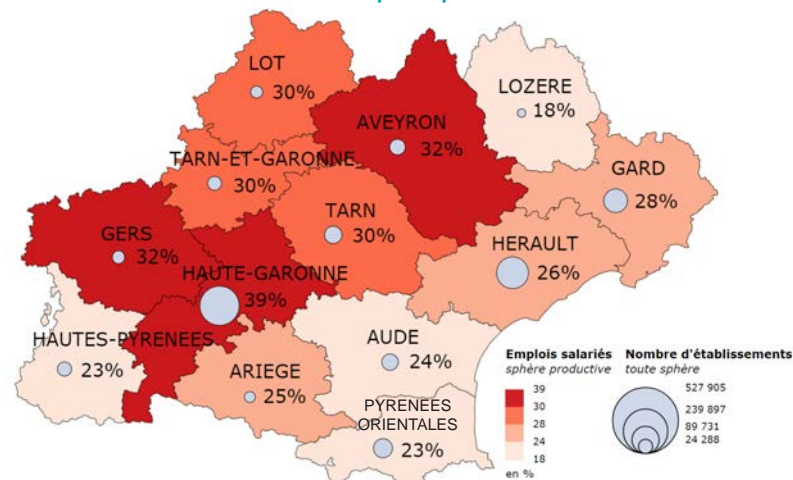 LOT
30%
LOZERE
18%
AVEYRON
32%
TARN-ET-GARONNE
30%
GARD
28%
TARN
30%
GERS
32%
HERAULT
26%
HAUTE-GARONNE
39%
HAUTES-PYRENEES
23%
AUDE
24%
ARIEGE
25%
PYRENEES
ORIENTALES
23%
Emplois salariés
sphère productive
39
30
28
24
18
en %
Nombre d'établissements
toute sphère
527 905
239 897
89 731
24 288